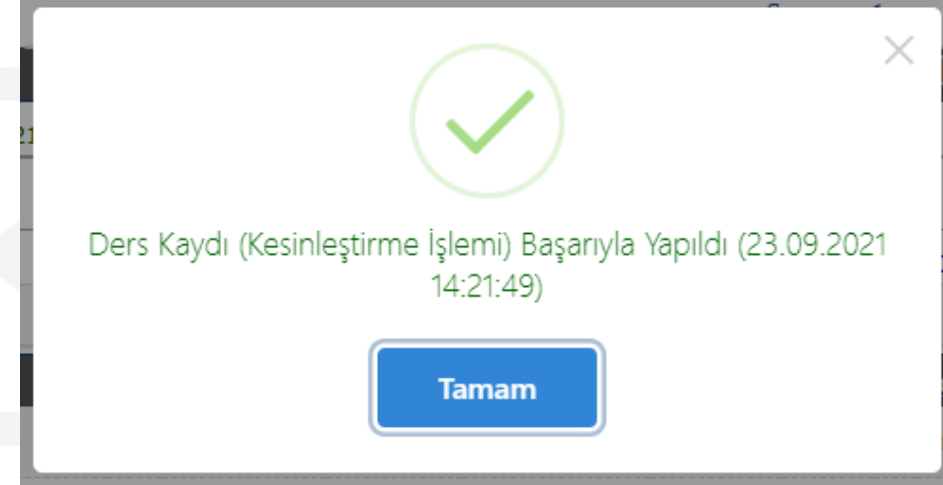 Ders Kaydı (Kesinleştirme İşlemi) Başarıyla Yapıldı (23.09.2021
14:21:49)
Tamam